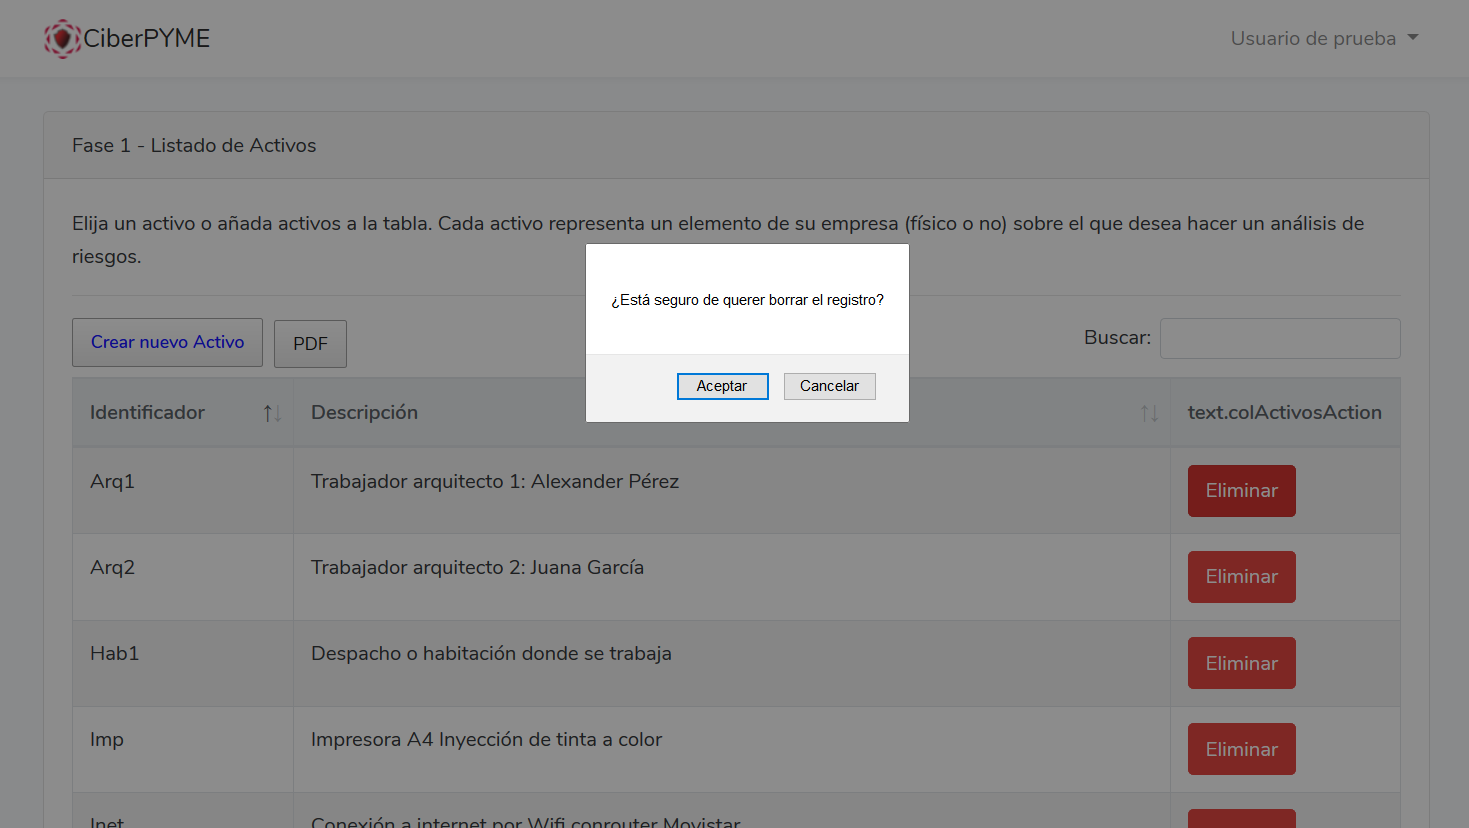 CiberPYME
Usuario de prueba
Fase 1 - Listado de Activos
Elija un activo o añada activos a la tabla. Cada activo representa un elemento de su empresa (físico o no) sobre el que desea hacer un análisis de
riesgos.
¿Está seguro de querer borrar el registro?
Aceptar Cancelar
Crear nuevo Activo PDF Buscar:
Identificador Descripción text.colActivosAction
Arq1 Trabajador arquitecto 1: Alexander Pérez Eliminar
Arq2 Trabajador arquitecto 2: Juana García Eliminar
Hab1 Despacho o habitación donde se trabaja Eliminar
Imp Impresora A4 Inyección de tinta a color Eliminar
Inet Conexión a internet por Wifi conrouter Movistar